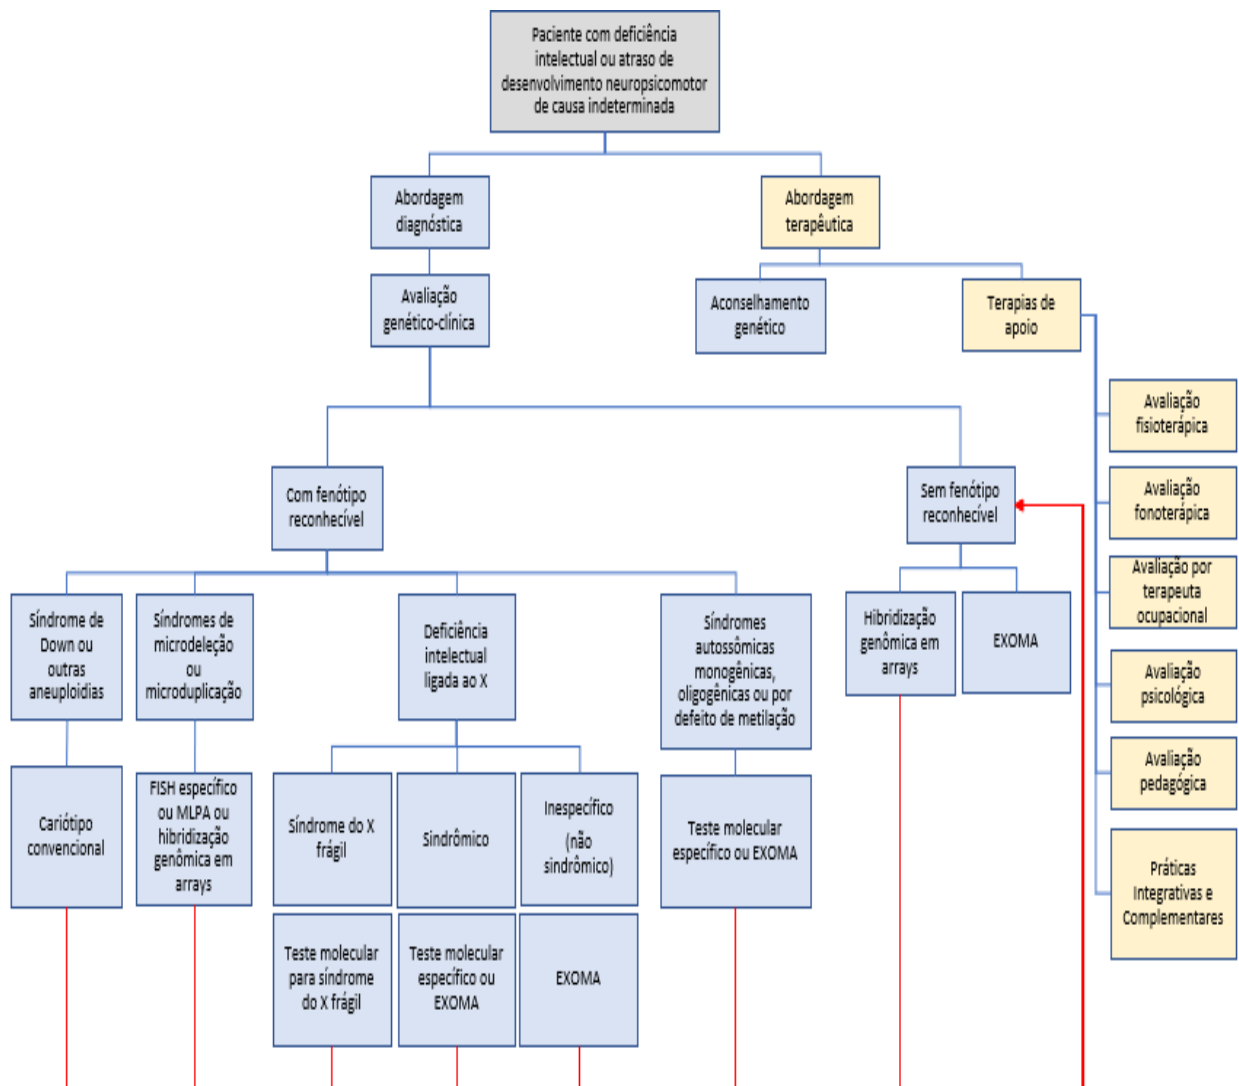 Paciente com deficiência
intelectual ou atraso de
desenvolvimento neuropsicomotor
de causa indeterminada
Abordagem
diagnóstica
Abordagem
terapêutica
Avaliação
genético-clínica
Aconselhamento
genético
Terapias de
apoio
Avaliação
fisioterápica
Avaliação
fonoterápica
Avaliação por
terapeuta
ocupacional
Avaliação
psicológica
Avaliação
pedagógica
Práticas
Integrativas e
Complementares
Com fenótipo
reconhecível
Sem fenótipo
reconhecível
Síndrome de
Down ou
outras
aneuploidias
Síndromes de
microdeleção
ou
microduplicação
Deficiência
intelectual
ligada ao X
Síndromes
autossômicas
monogênicas,
oligogênicas ou por
defeito de metilação
Hibridização
genômica em
arrays
EXOMA
Cariótipo
convencional
FISH específico
ou MLPA ou
hibridização
genômica em
arrays
Síndrome do X
frágil
Sindrômico
Inespecífico
(não
sindrômico)
Teste molecular
específico ou EXOMA
Teste molecular
para síndrome
do X frágil
Teste molecular
específico ou
EXOMA
EXOMA